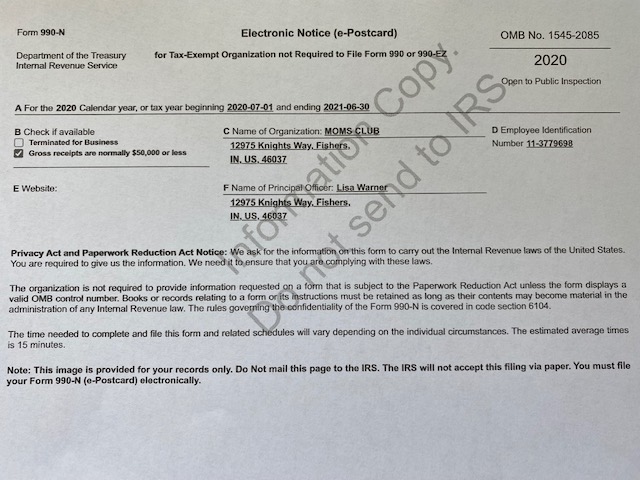 Form 990-N
Electronic Notice (e-Postcard)
OMB No. 1545-2085
Department of the Treasury
Internal Revenue Service
for Tax-Exempt Organization not Required to File Form 990 or 990-EZ
2020
Open to Public Inspection
A For the 2020 Calendar year, or tax year beginning 2020-07-01 and ending 2021-06-30
B Check if available
Terminated for Business
Gross receipts are normally $50,000 or less
C Name of Organization: MOMS CLUB
12975 Knights Way, Fishers,
IN, US, 46037
D Employee Identification
Number 11-3779698
E Website:
F Name of Principal Officer: Lisa Warner
12975 Knights Way, Fishers,
IN, US, 46037
Privacy Act and Paperwork Reduction Act Notice: We ask for the information on this form to carry out the Internal Revenue laws of the United States.
You are required to give us the information. We need it to ensure that you are complying with these laws.
The organization is not required to provide information requested on a form that is subject to the Paperwork Reduction Act unless the form displays a
valid OMB control number. Books or records relating to a form or its instructions must be retained as long as their contents may become material in the
administration of any Internal Revenue law. The rules governing the confidentiality of the Form 990-N is covered in code section 6104.
The time needed to complete and file this form and related schedules will vary depending on the individual circumstances. The estimated average times
is 15 minutes.
Note: This image is provided for your records only. Do Not mail this page to the IRS. The IRS will not accept this filing via paper. You must file
your Form 990-N (e-Postcard) electronically.
Information Copy.
Do not send to IRS.